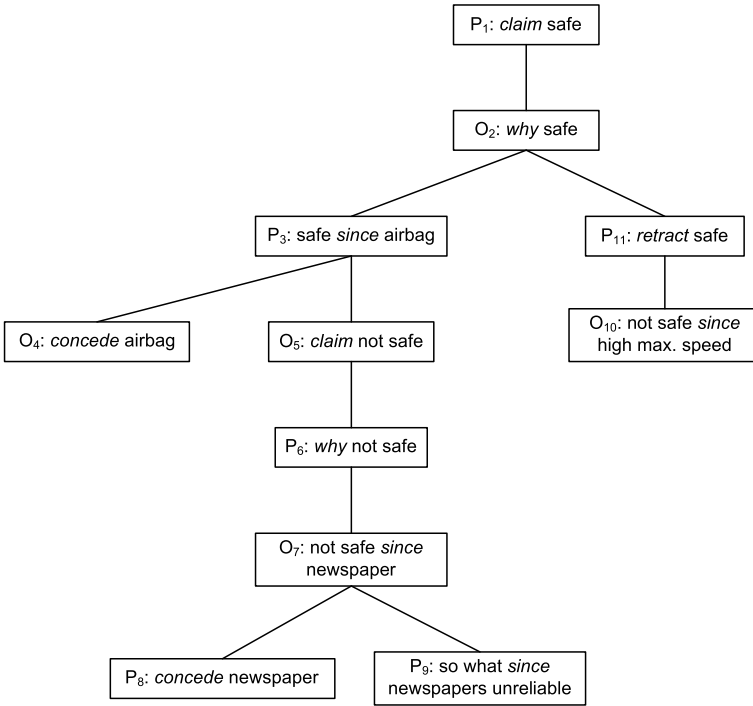 P₁: claim safe
O₂: why safe
P₃: safe since airbag
P₁₁: retract safe
O₄: concede airbag
O₅: claim not safe
O₁₀: not safe since
high max. speed
P₆: why not safe
O₇: not safe since
newspaper
P₈: concede newspaper
P₉: so what since
newspapers unreliable